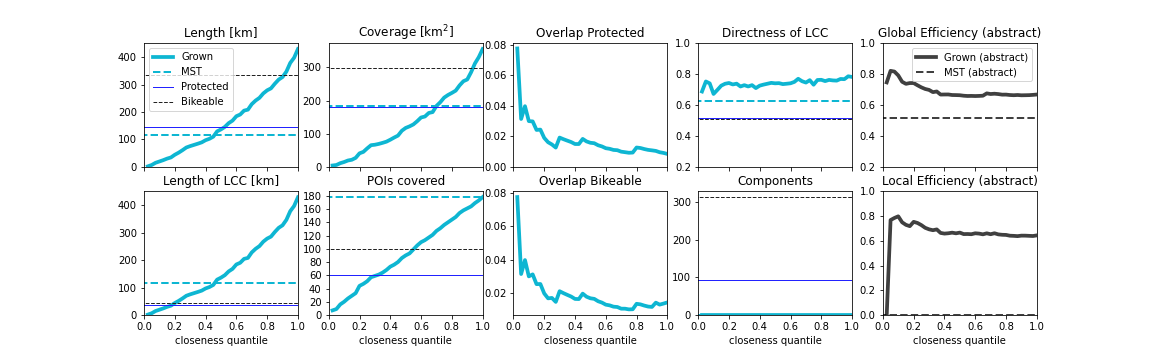 Length [km]
Coverage [km²]
Overlap Protected
Directness of LCC
Global Efficiency (abstract)
400
300
200
100
0
Grown
MST
Protected
Bikeable
300
200
100
0
0.08
0.06
0.04
0.02
0.00
1.0
0.8
0.6
0.4
0.2
1.0
0.8
0.6
0.4
0.2
Grown (abstract)
MST (abstract)
Length of LCC [km]
POIs covered
Overlap Bikeable
Components
Local Efficiency (abstract)
400
300
200
100
0
180
160
140
120
100
80
60
40
20
0
0.08
0.06
0.04
0.02
300
200
100
0
1.0
0.8
0.6
0.4
0.2
0.0
0.0 0.2 0.4 0.6 0.8 1.0
0.0 0.2 0.4 0.6 0.8 1.0
0.0 0.2 0.4 0.6 0.8 1.0
0.0 0.2 0.4 0.6 0.8 1.0
0.0 0.2 0.4 0.6 0.8 1.0
closeness quantile
closeness quantile
closeness quantile
closeness quantile
closeness quantile